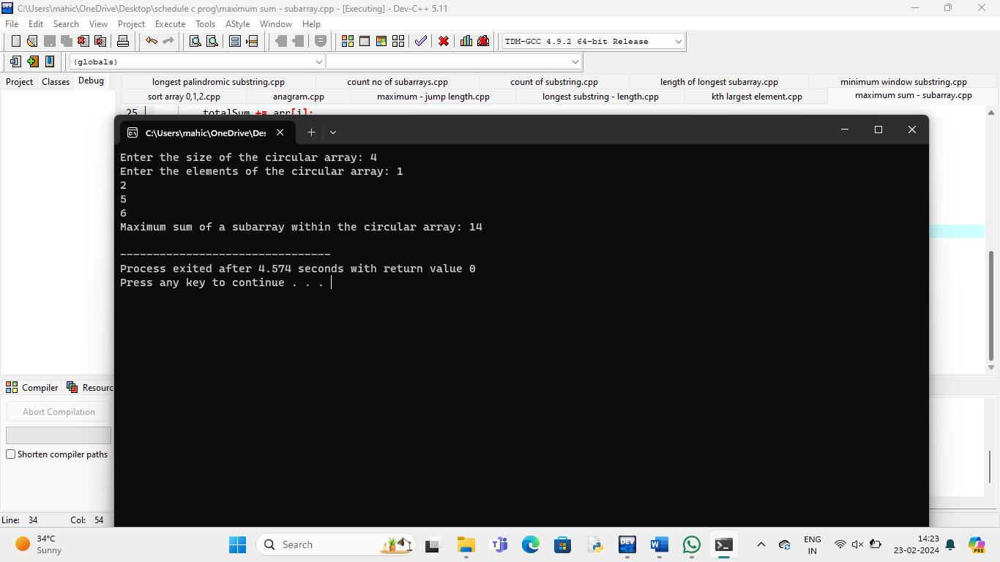 C:\Users\mahic\OneDrive\Desktop\schedule c prog\maximum sum - subarray.cpp - [Executing] - Dev-C++ 5.11
File Edit Search View Project Execute Tools AStyle Window Help
TDM-GCC 4.9.2 64-bit Release
(globals)
Project Classes Debug
longest palindromic substring.cpp count no of subarrays.cpp count of substring.cpp length of longest subarray.cpp minimum window substring.cpp
sort array 0,1,2.cpp anagram.cpp maximum - jump length.cpp longest substring - length.cpp kth largest element.cpp maximum sum - subarray.cpp
25 totalSum += arr[i];
C:\Users\mahic\OneDrive\Des
Enter the size of the circular array: 4
Enter the elements of the circular array: 1
2
5
6
Maximum sum of a subarray within the circular array: 14
--------------------------------
Process exited after 4.574 seconds with return value 0
Press any key to continue . . .
Compiler Resourc
Abort Compilation
Shorten compiler paths
Line: 34 Col: 54
34°C
Sunny
Search
DEV
W
PRE
ENG
IN
14:23
23-02-2024